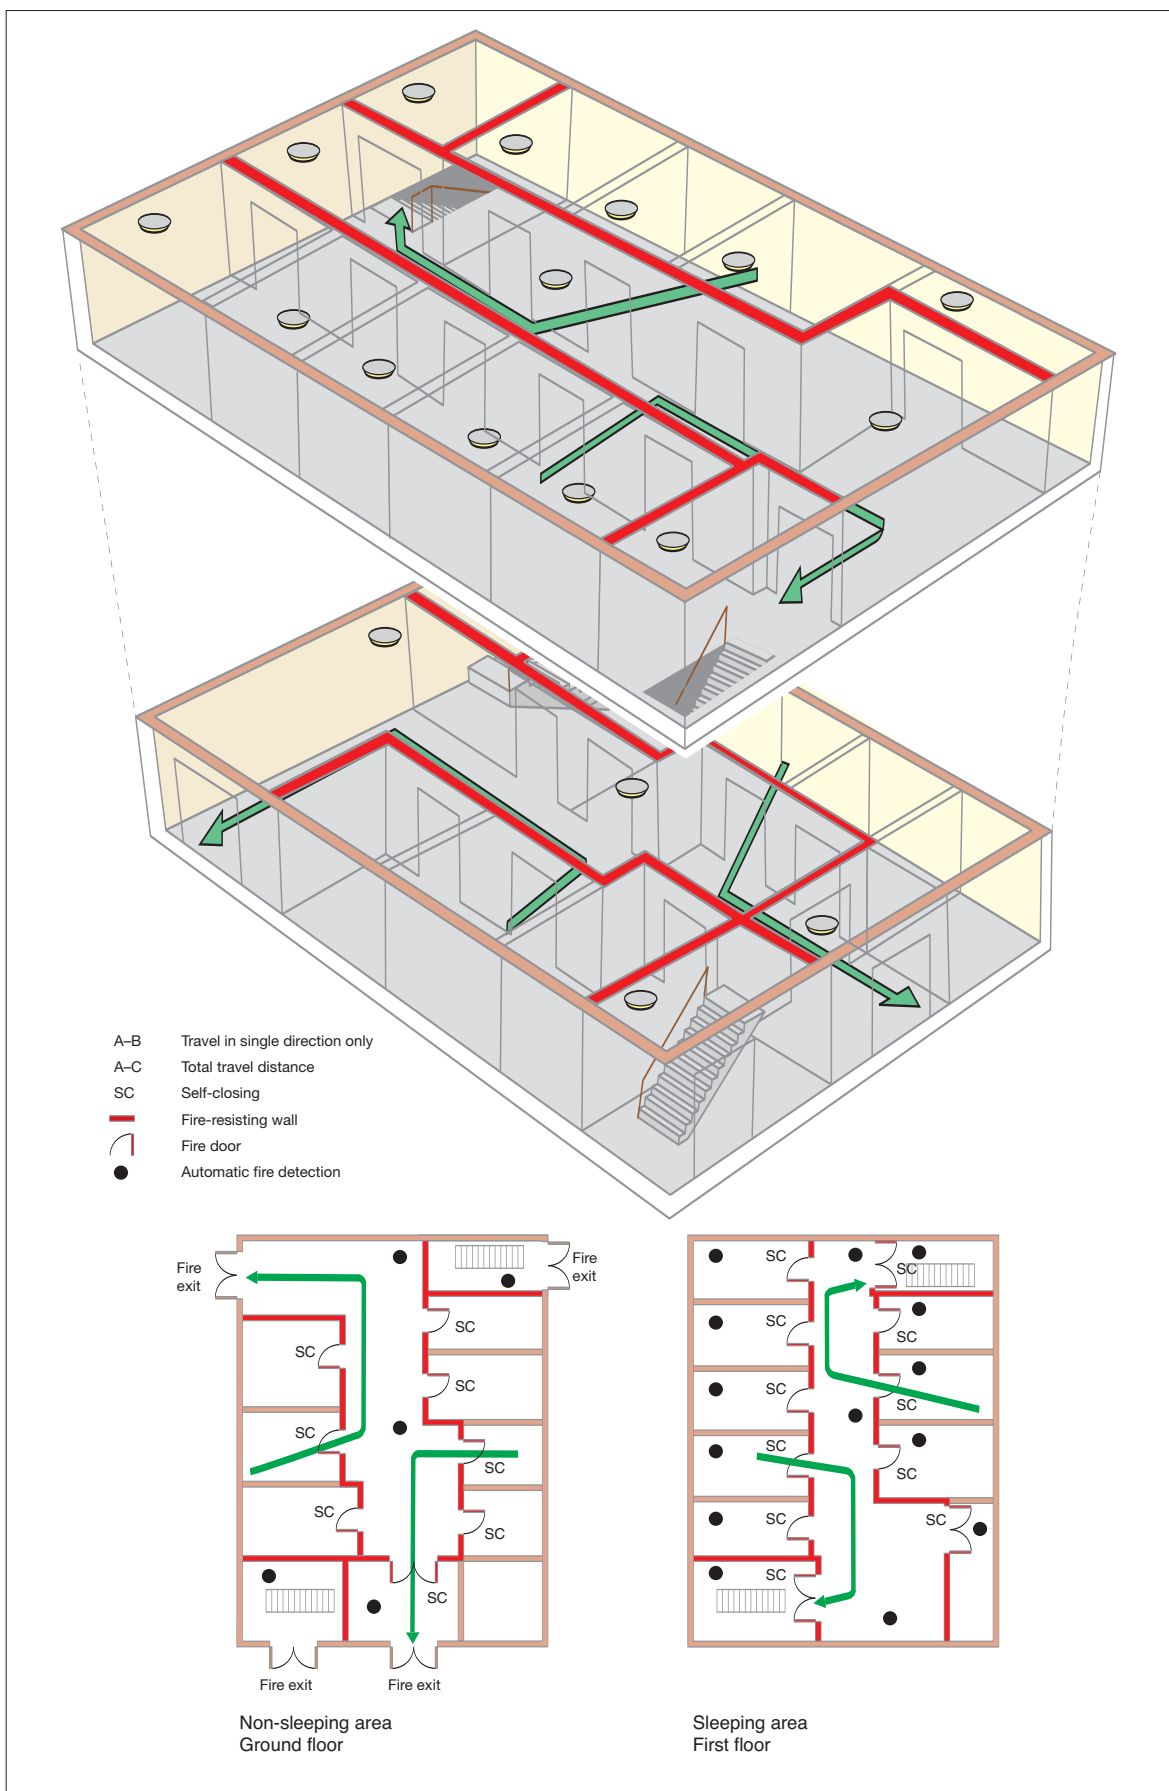 A–B Travel in single direction only
A–C Total travel distance
SC Self-closing
Fire-resisting wall
Fire door
Automatic fire detection
Fire
exit
Fire
exit
SC
SC
SC
SC
SC
SC
SC
SC
Fire exit
Fire exit
Non-sleeping area
Ground floor
SC
SC
SC
SC
SC
SC
SC
SC
SC
SC
SC
Sleeping area
First floor